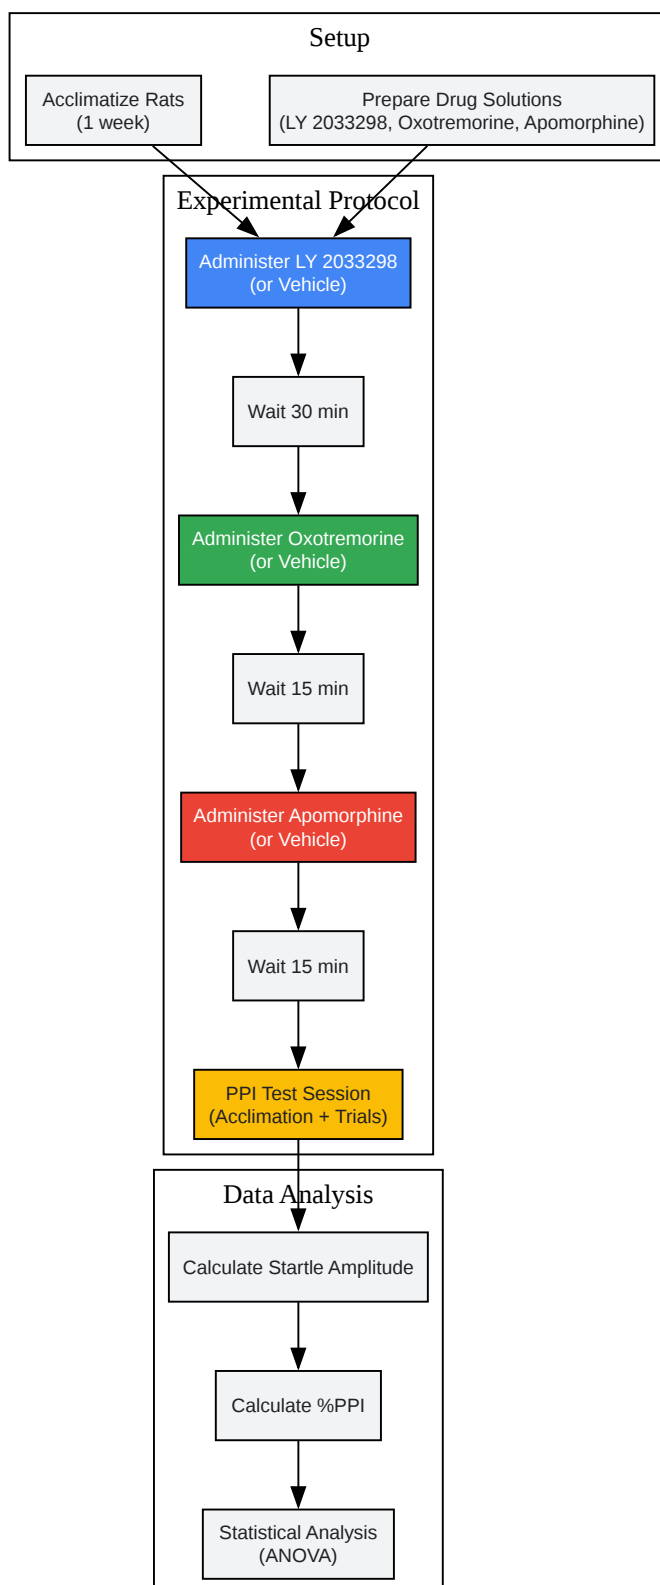 Setup
Acclimatize Rats
(1 week)
Prepare Drug Solutions
(LY 2033298, Oxotremorine, Apomorphine)
Experimental Protocol
Administer LY 2033298
(or Vehicle)
Wait 30 min
Administer Oxotremorine
(or Vehicle)
Wait 15 min
Administer Apomorphine
(or Vehicle)
Wait 15 min
PPI Test Session
(Acclimation + Trials)
Data Analysis
Calculate Startle Amplitude
Calculate %PPI
Statistical Analysis
(ANOVA)